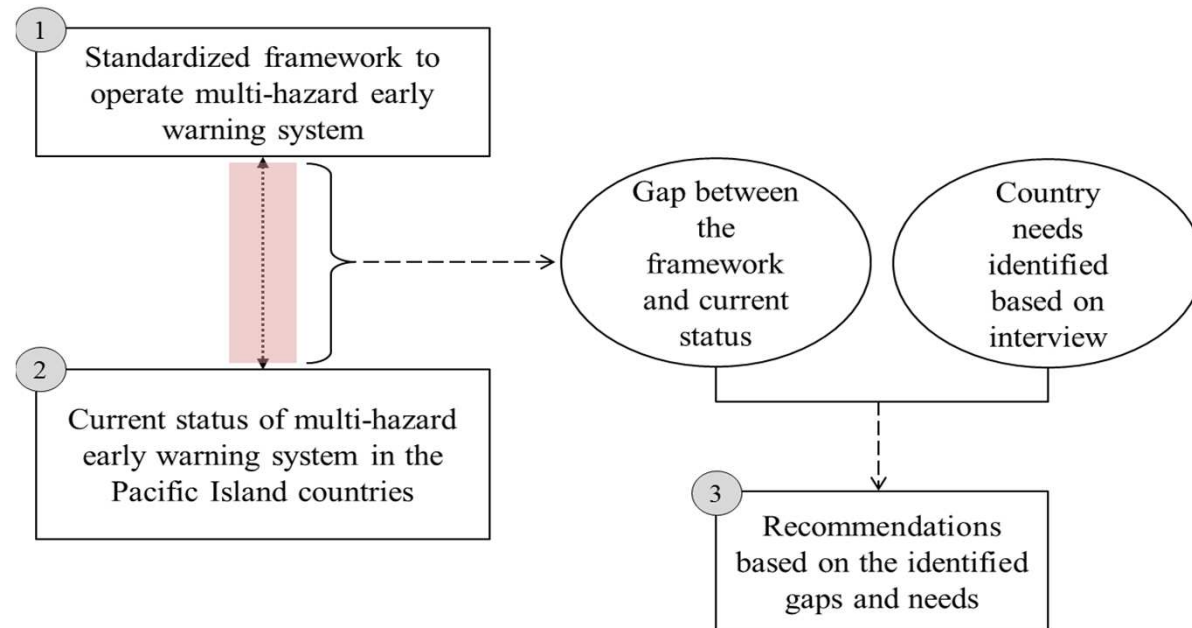 1
Standardized framework to
operate multi-hazard early
warning system
2
Current status of multi-hazard
early warning system in the
Pacific Island countries
Gap between
the
framework
and current
status
Country
needs
identified
based on
interview
3
Recommendations
based on the identified
gaps and needs